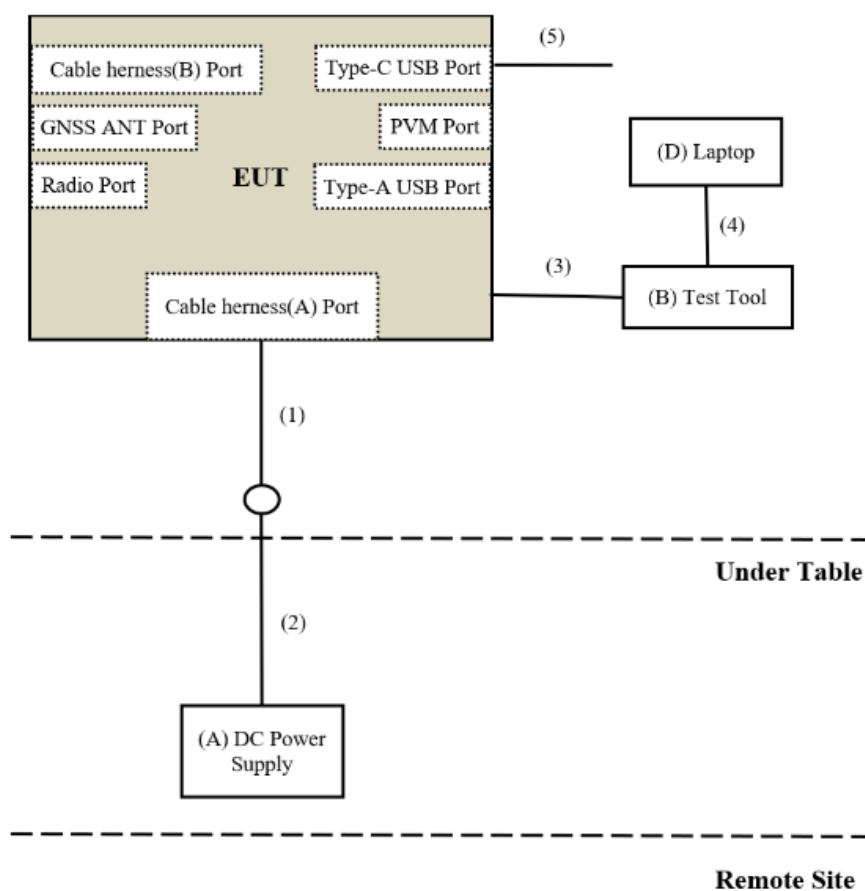 (5)
Cable herness(B) Port
Type-C USB Port
GNSS ANT Port
PVM Port
(D) Laptop
EUT
Radio Port
Type-A USB Port
(4)
(3)
(B) Test Tool
Cable herness(A) Port
(1)
Under Table
(2)
(A) DC Power
Supply
Remote Site